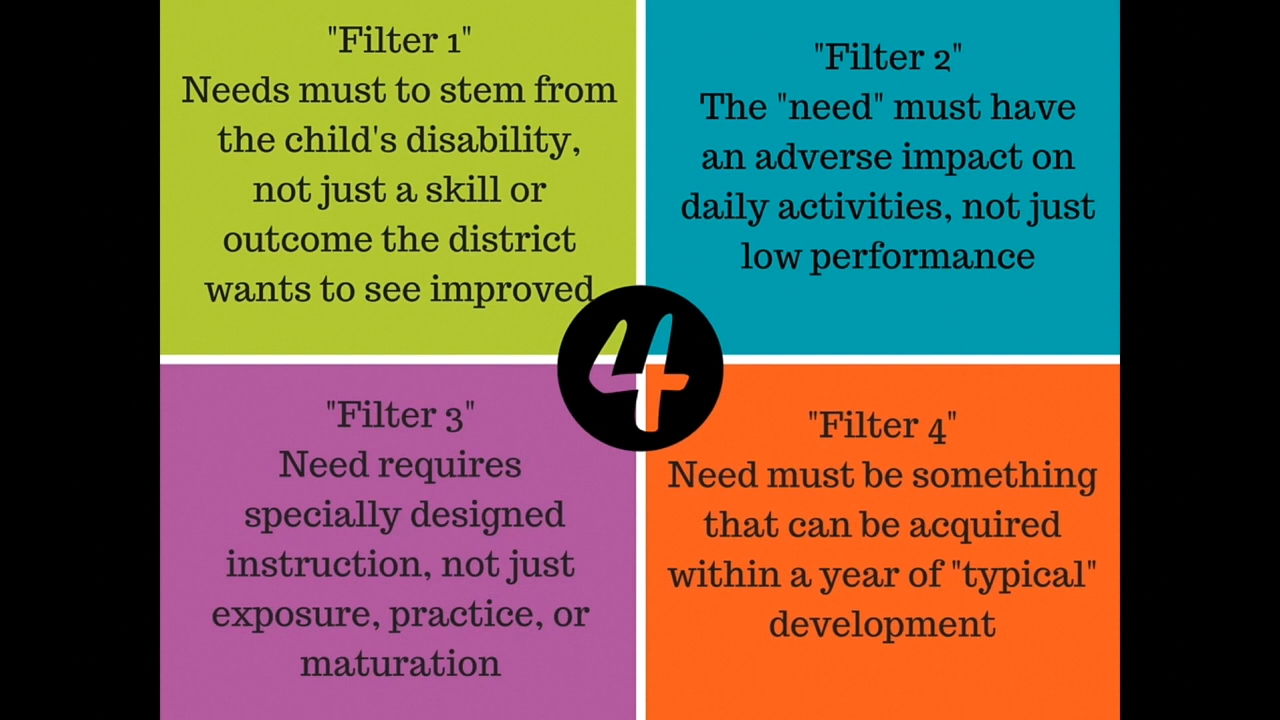 "Filter 1"
Needs must to stem from
the child's disability,
not just a skill or
outcome the district
wants to see improved
"Filter 2"
The "need" must have
an adverse impact on
daily activities, not just
low performance
4
"Filter 3"
Need requires
specially designed
instruction, not just
exposure, practice, or
maturation
"Filter 4"
Need must be something
that can be acquired
within a year of "typical"
development